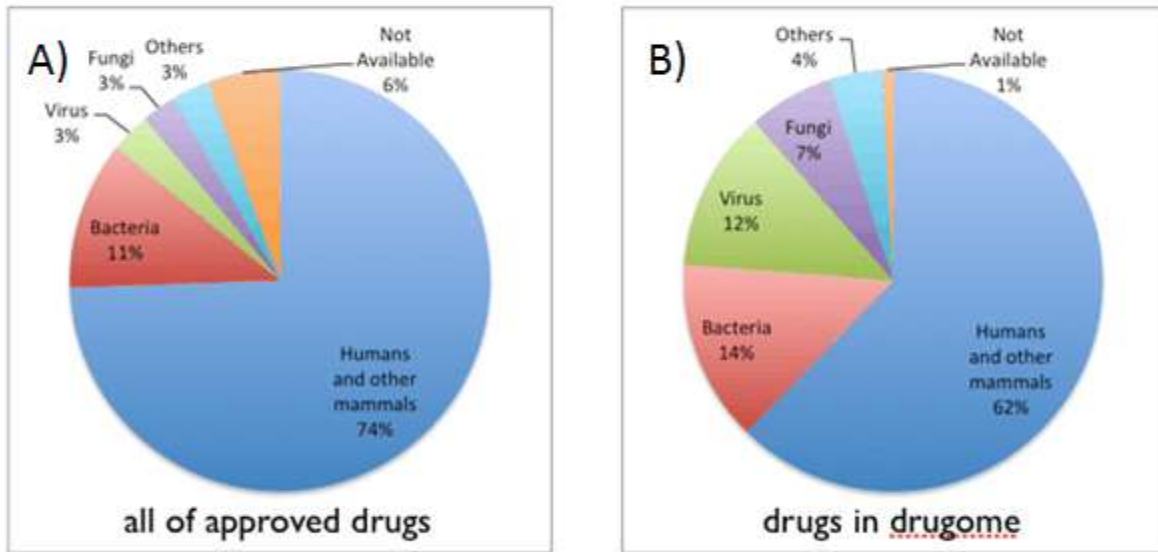 A)
Fungi
3%
Others
3%
Not
Available
6%
Virus
3%
Bacteria
11%
Humans
and other
mammals
74%
all of approved drugs
B)
Others
4%
Not
Available
1%
Fungi
7%
Virus
12%
Bacteria
14%
Humans
and other
mammals
62%
drugs in drugome